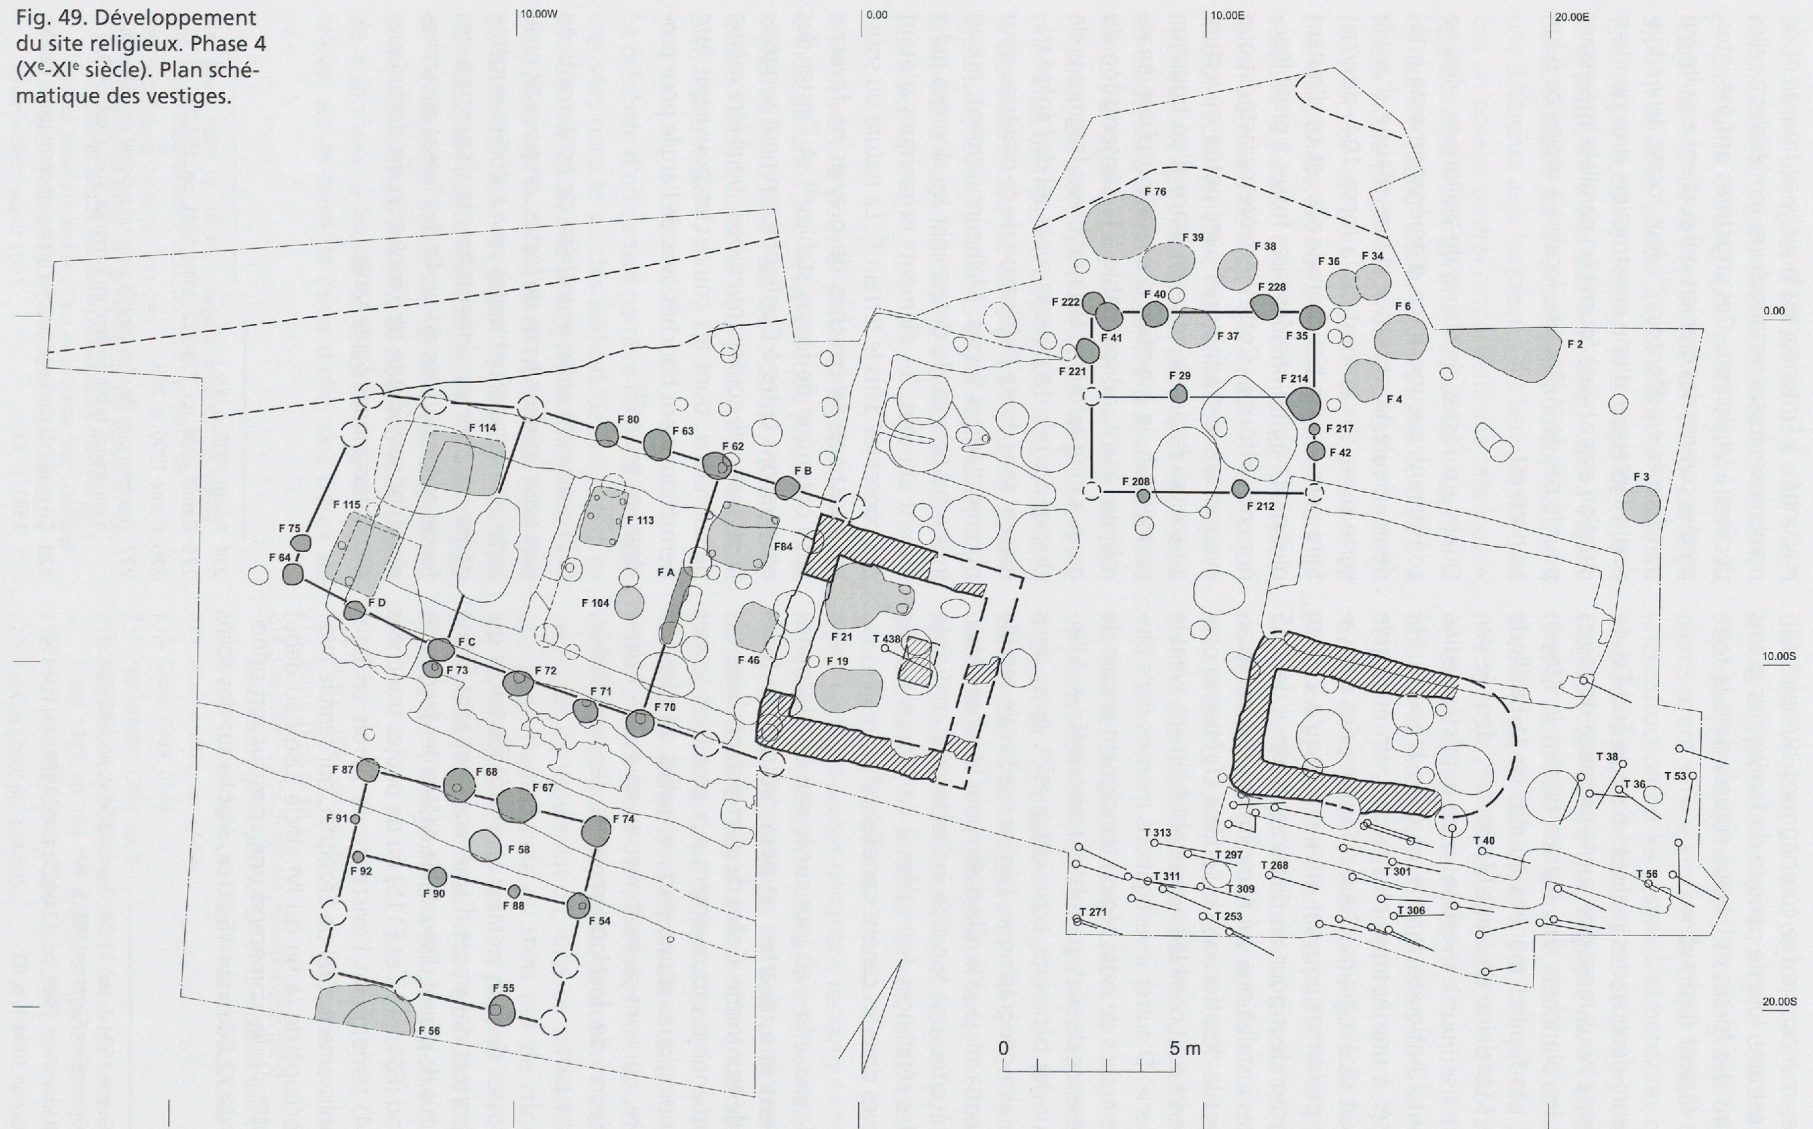 Fig. 49. Développement
du site religieux. Phase 4
(Xe-XIe siècle). Plan sché-
matique des vestiges.
10.00W
0.00
10.00E
20.00E
F 76
F 39
F 38
F 36
F 34
F 222
F 40
F 228
F 6
0.00
F 41
F 37
F 35
F 2
F 221
F 29
F 214
F 4
F 217
F 42
F 208
F 212
F 3
F 114
F 80
F 63
F 62
F B
F 115
F 113
F84
F 75
F 64
F A
F D
F 104
F 21
T 438
F C
F 46
F 19
F 73
F 72
F 71
F 70
10.00S
F 87
F 68
F 67
F 74
F 91
F 58
F 92
F 90
F 88
F 54
F 55
F 56
T 38
T 36
T 53
T 313
T 297
T 268
T 40
T 301
T 311
T 309
T 56
T 271
T 253
T 306
20.00S
0
5 m